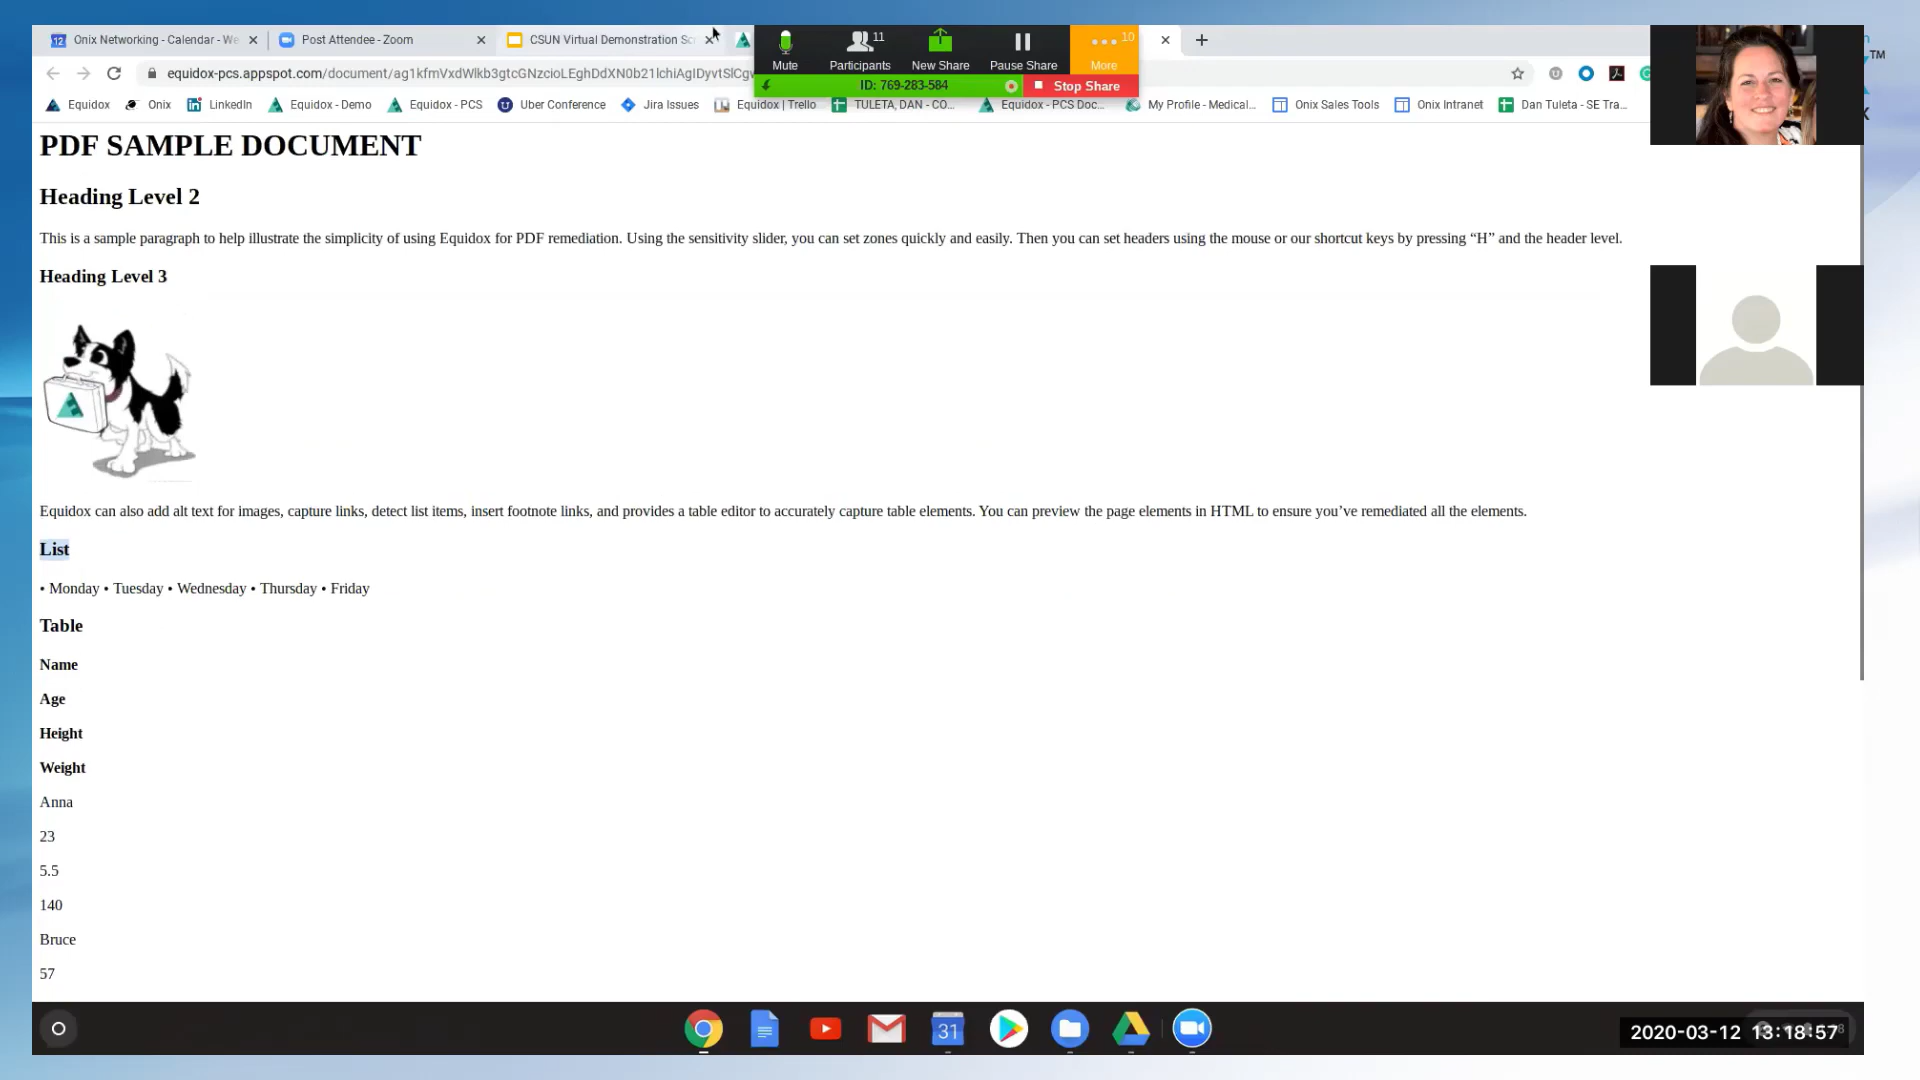 Onix Networking - Calendar - We
Post Attendee - Zoom
CSUN Virtual Demonstration Sc
Mute
Participants
11
New Share
Pause Share
More
10
ID: 769-283-584
Stop Share
Equidox
Onix
LinkedIn
Equidox - Demo
Equidox - PCS
Uber Conference
Jira Issues
Equidox | Trello
TULETA, DAN - CO...
Equidox - PCS Doc...
My Profile - Medical...
Onix Sales Tools
Onix Intranet
Dan Tuleta - SE Tra...
TM
PDF SAMPLE DOCUMENT
Heading Level 2
This is a sample paragraph to help illustrate the simplicity of using Equidox for PDF remediation. Using the sensitivity slider, you can set zones quickly and easily. Then you can set headers using the mouse or our shortcut keys by pressing “H” and the header level.
Heading Level 3
Equidox can also add alt text for images, capture links, detect list items, insert footnote links, and provides a table editor to accurately capture table elements. You can preview the page elements in HTML to ensure you’ve remediated all the elements.
List
• Monday • Tuesday • Wednesday • Thursday • Friday
Table
Name
Age
Height
Weight
Anna
23
5.5
140
Bruce
57
31
2020-03-12 13:18:57